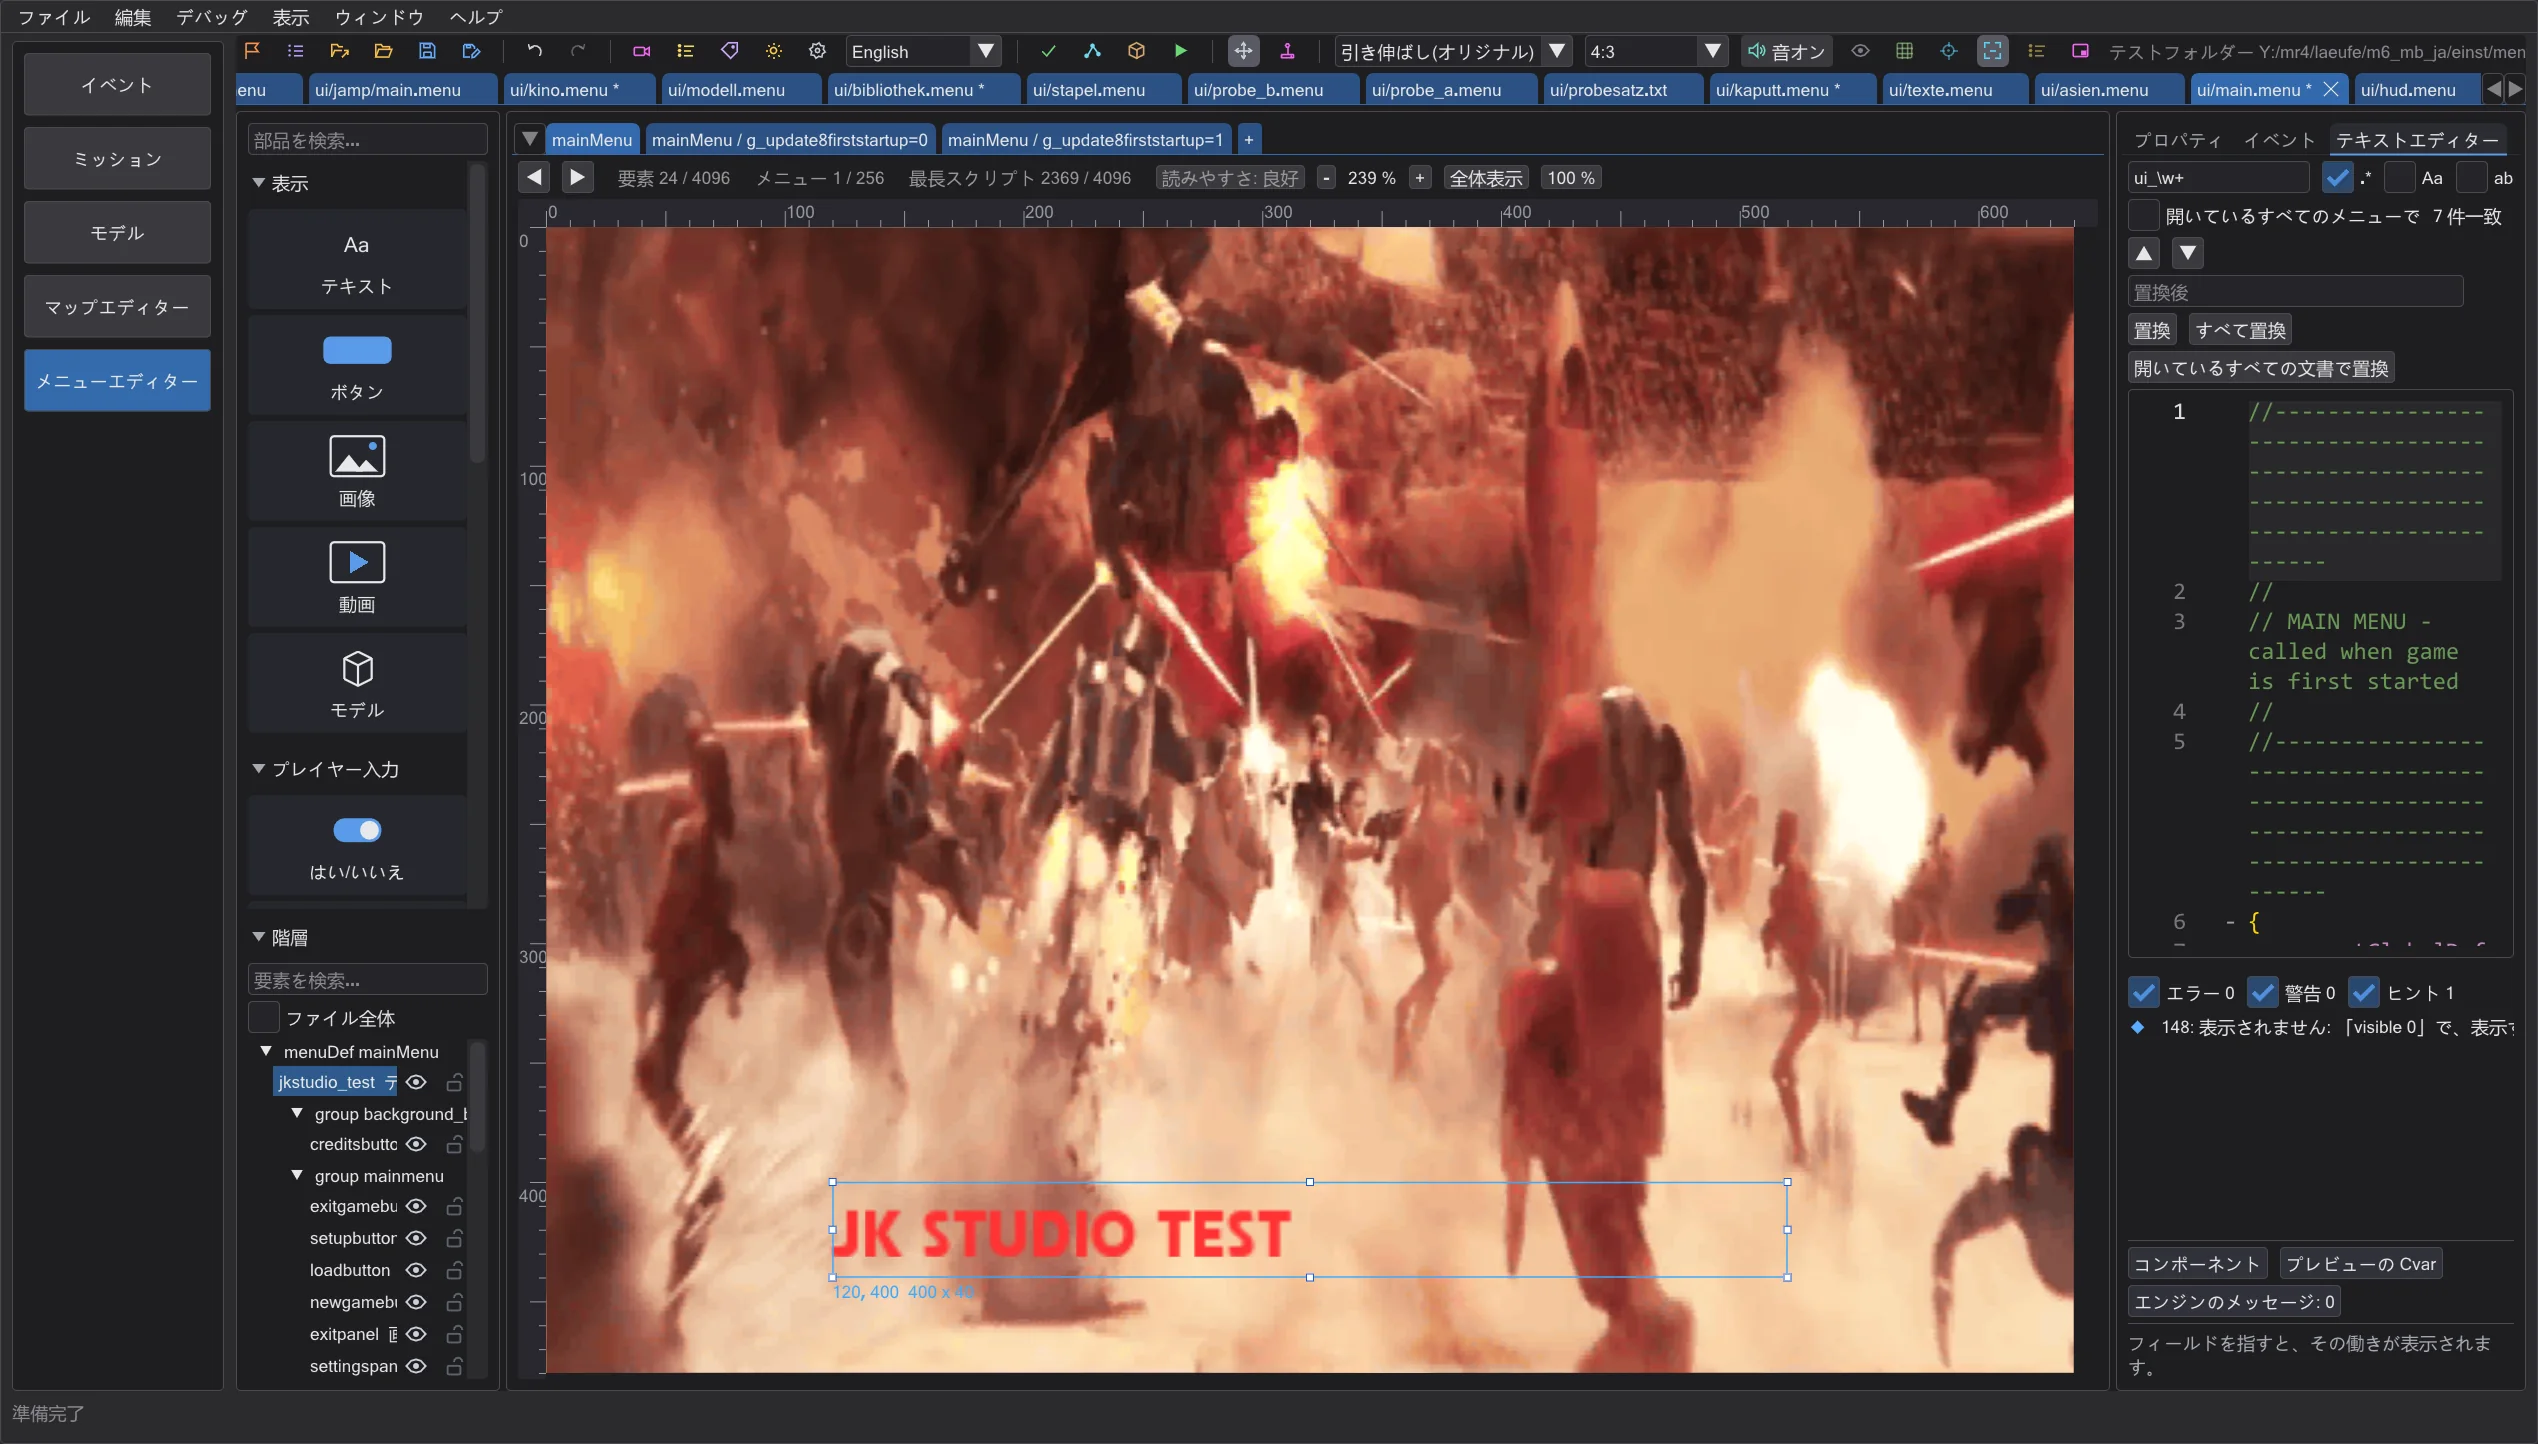 ファイル 編集 デバッグ 表示 ウィンドウ ヘルプ
English
引き伸ばし(オリジナル)
4:3
音オン
テストフォルダー Y:/mr4/laeufe/m6_mb_ja/einst/men
enu
ui/jamp/main.menu
ui/kino.menu *
ui/modell.menu
ui/bibliothek.menu *
ui/stapel.menu
ui/probe_b.menu
ui/probe_a.menu
ui/probesatz.txt
ui/kaputt.menu *
ui/texte.menu
ui/asien.menu
ui/main.menu *
ui/hud.menu
イベント
ミッション
モデル
マップエディター
メニューエディター
部品を検索...
表示
Aa
テキスト
ボタン
画像
動画
モデル
プレイヤー入力
はい/いいえ
階層
要素を検索...
ファイル全体
menuDef mainMenu
jkstudio_test テ
group background_b
creditsbutto
group mainmenu
exitgamebu
setupbutton
loadbutton
newgamebu
exitpanel 画
settingspan
mainMenu
mainMenu / g_update8firststartup=0
mainMenu / g_update8firststartup=1
+
要素 24 / 4096
メニュー 1 / 256
最長スクリプト 2369 / 4096
読みやすさ: 良好
-
239 %
+
全体表示
100 %
0 100 200 300 400 500 600
0
100
200
300
400
JK STUDIO TEST
120, 400 400 x 40
プロパティ イベント テキストエディター
ui_\w+
.*
Aa
ab
開いているすべてのメニューで 7 件一致
置換後
置換
すべて置換
開いているすべての文書で置換
1 //----------------
----------------
----------------
----------------
----------------
------
2 //
3 // MAIN MENU -
called when game
is first started
4 //
5 //----------------
----------------
----------------
----------------
----------------
------
6 - {
エラー 0
警告 0
ヒント 1
148: 表示されません: 「visible 0」で、表示す
コンポーネント
プレビューの Cvar
エンジンのメッセージ: 0
フィールドを指すと、その働きが表示されま
す。
準備完了